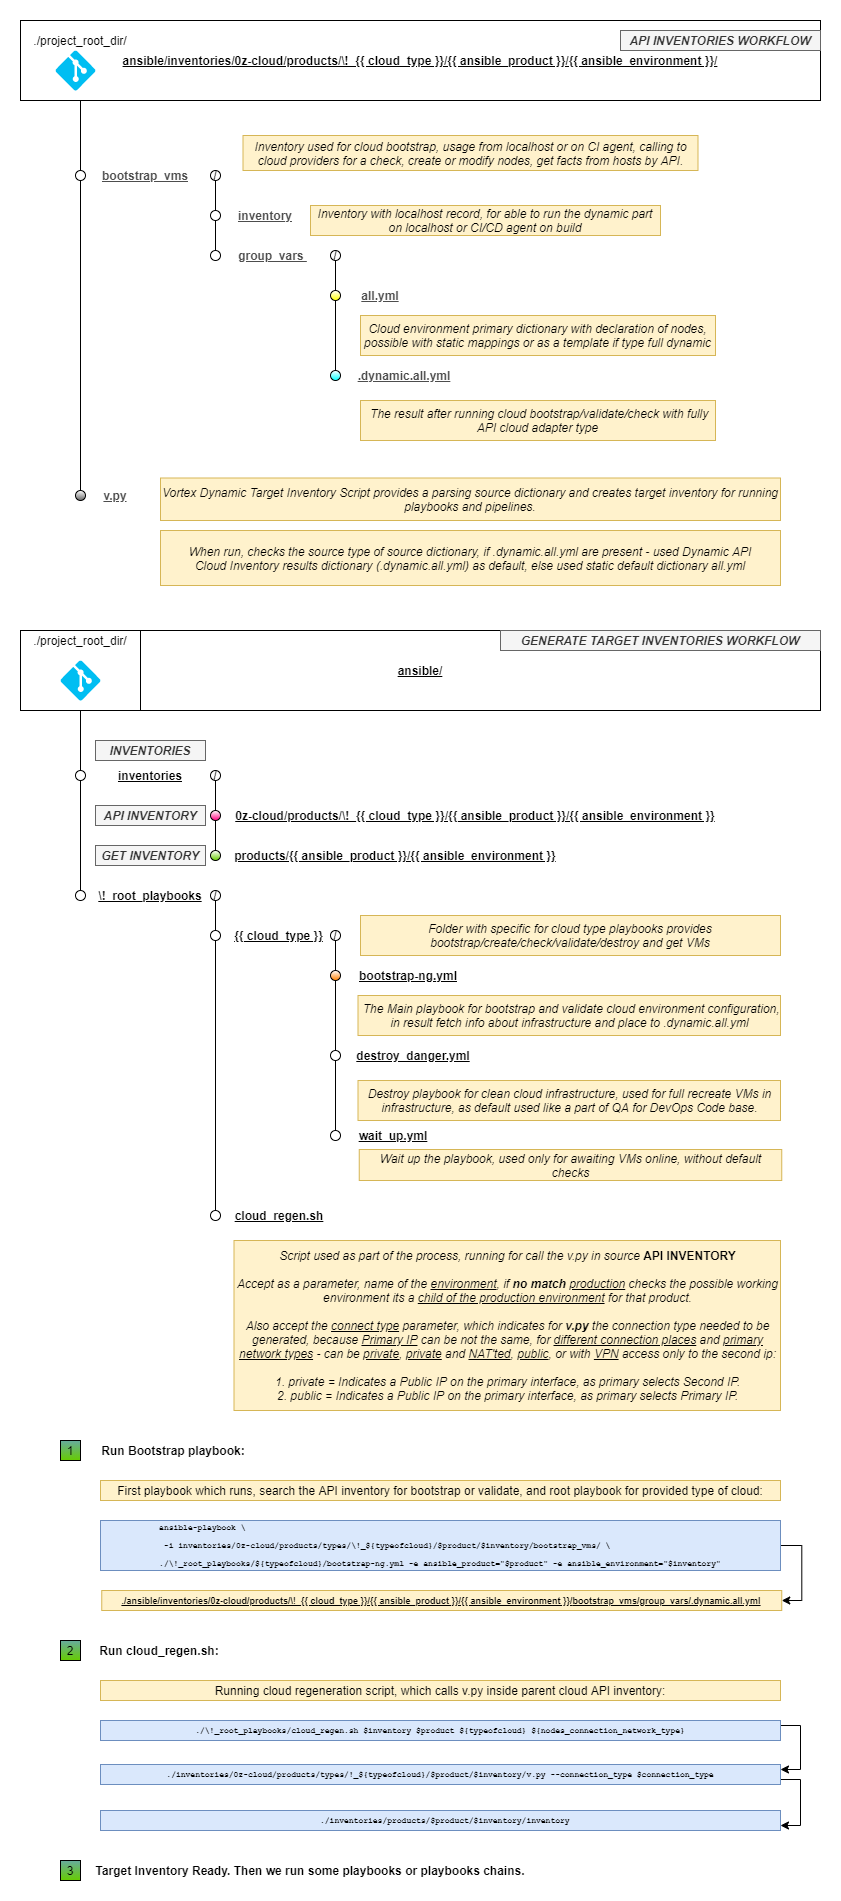 ./project_root_dir/
API INVENTORIES WORKFLOW
ansible/inventories/0z-cloud/products/\!_{{ cloud_type }}/{{ ansible_product }}/{{ ansible_environment }}/
Inventory used for cloud bootstrap, usage from localhost or on CI agent, calling to
cloud providers for a check, create or modify nodes, get facts from hosts by API.
bootstrap_vms
/
inventory
Inventory with localhost record, for able to run the dynamic part
on localhost or CI/CD agent on build
group_vars
/
all.yml
Cloud environment primary dictionary with declaration of nodes,
possible with static mappings or as a template if type full dynamic
.dynamic.all.yml
The result after running cloud bootstrap/validate/check with fully
API cloud adapter type
v.py
Vortex Dynamic Target Inventory Script provides a parsing source dictionary and creates target inventory for running
playbooks and pipelines.
When run, checks the source type of source dictionary, if .dynamic.all.yml are present - used Dynamic API
Cloud Inventory results dictionary (.dynamic.all.yml) as default, else used static default dictionary all.yml
./project_root_dir/
GENERATE TARGET INVENTORIES WORKFLOW
ansible/
INVENTORIES
inventories
/
API INVENTORY
0z-cloud/products/\!_{{ cloud_type }}/{{ ansible_product }}/{{ ansible_environment }}
GET INVENTORY
products/{{ ansible_product }}/{{ ansible_environment }}
\!_root_playbooks
/
{{ cloud_type }}
/
Folder with specific for cloud type playbooks provides
bootstrap/create/check/validate/destroy and get VMs
bootstrap-ng.yml
The Main playbook for bootstrap and validate cloud environment configuration,
in result fetch info about infrastructure and place to .dynamic.all.yml
destroy_danger.yml
Destroy playbook for clean cloud infrastructure, used for full recreate VMs in
infrastructure, as default used like a part of QA for DevOps Code base.
wait_up.yml
Wait up the playbook, used only for awaiting VMs online, without default
checks
cloud_regen.sh
Script used as part of the process, running for call the v.py in source API INVENTORY
Accept as a parameter, name of the environment, if no match production checks the possible working
environment its a child of the production environment for that product.
Also accept the connect type parameter, which indicates for v.py the connection type needed to be
generated, because Primary IP can be not the same, for different connection places and primary
network types - can be private, private and NAT'ted, public, or with VPN access only to the second ip:
1. private = Indicates a Public IP on the primary interface, as primary selects Second IP.
2. public = Indicates a Public IP on the primary interface, as primary selects Primary IP.
1
Run Bootstrap playbook:
First playbook which runs, search the API inventory for bootstrap or validate, and root playbook for provided type of cloud:
ansible-playbook \
-i inventories/0z-cloud/products/types/\!_${typeofcloud}/$product/$inventory/bootstrap_vms/ \
./\!_root_playbooks/${typeofcloud}/bootstrap-ng.yml -e ansible_product="$product" -e ansible_environment="$inventory"
./ansible/inventories/0z-cloud/products/\!_{{ cloud_type }}/{{ ansible_product }}/{{ ansible_environment }}/bootstrap_vms/group_vars/.dynamic.all.yml
2
Run cloud_regen.sh:
Running cloud regeneration script, which calls v.py inside parent cloud API inventory:
./\!_root_playbooks/cloud_regen.sh $inventory $product ${typeofcloud} ${nodes_connection_network_type}
./inventories/0z-cloud/products/types/!_${typeofcloud}/$product/$inventory/v.py --connection_type $connection_type
./inventories/products/$product/$inventory/inventory
3
Target Inventory Ready. Then we run some playbooks or playbooks chains.